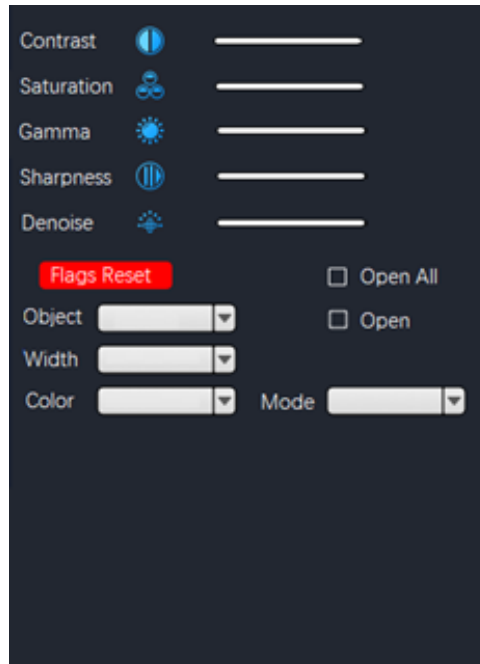 Contrast
Saturation
Gamma
Sharpness
Denoise
Flags Reset
Open All
Object
Open
Width
Color
Mode